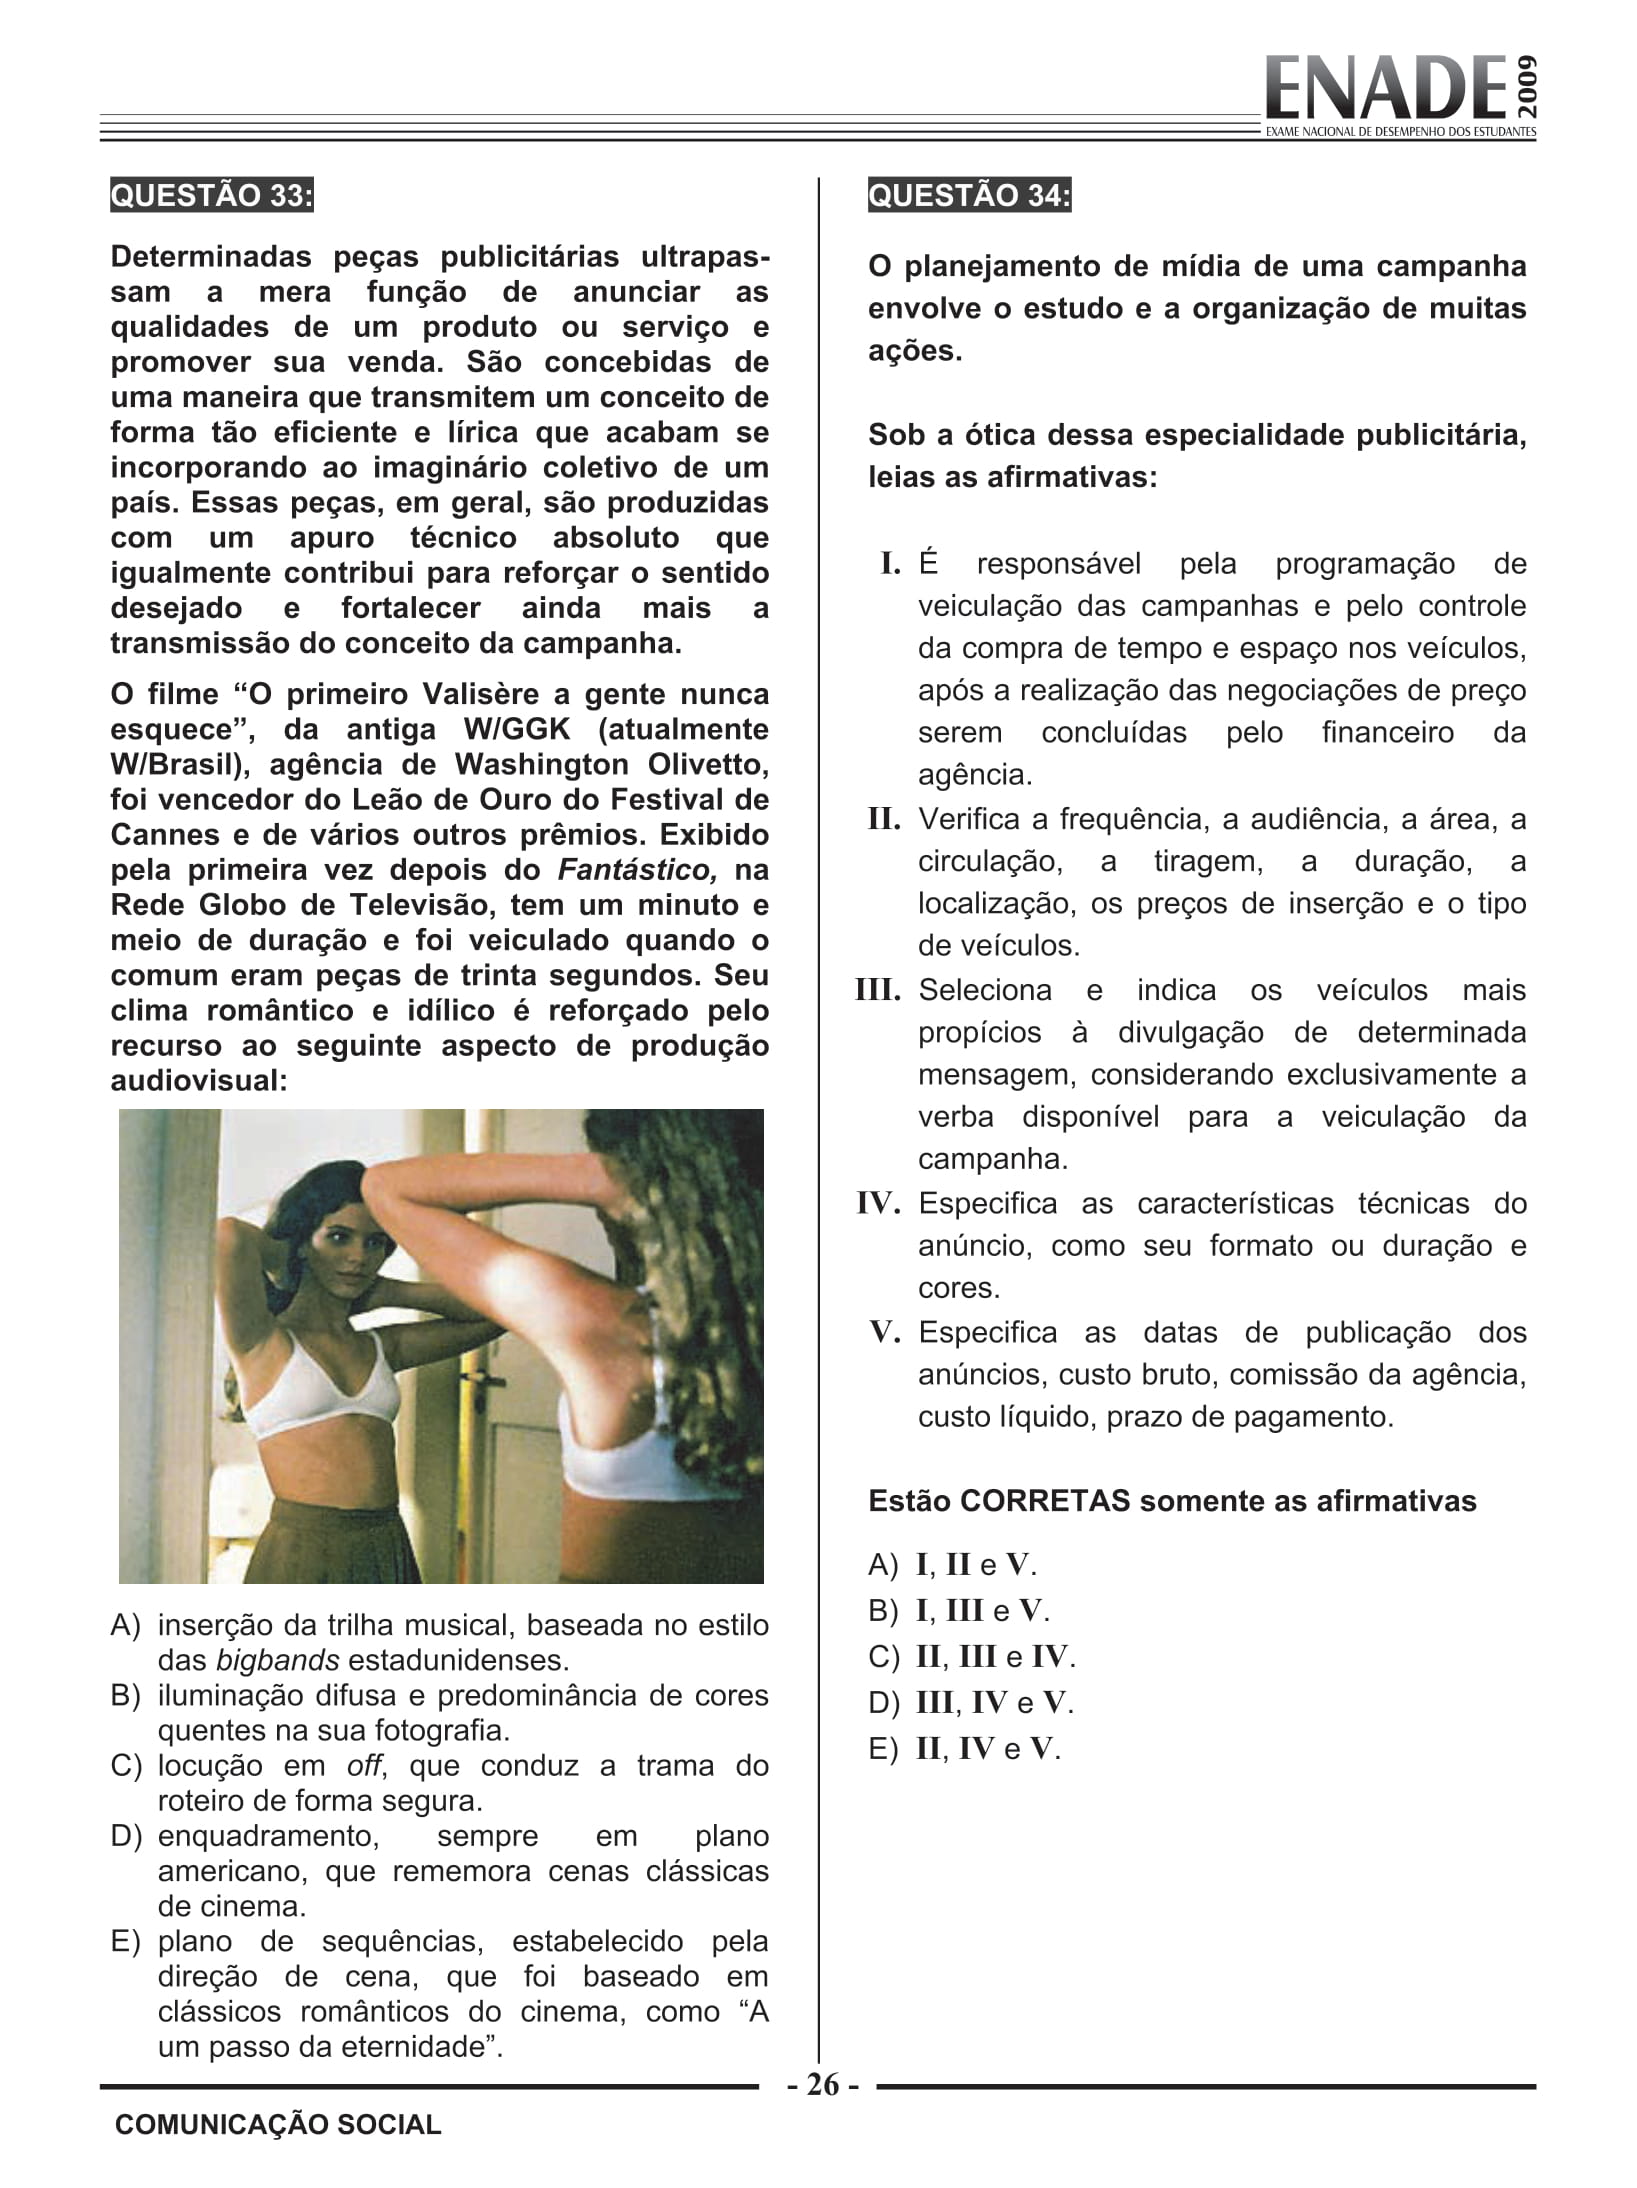 ENADE 2009
EXAME NACIONAL DE DESEMPENHO DOS ESTUDANTES
QUESTÃO 33:
Determinadas peças publicitárias ultrapas-
sam a mera função de anunciar as
qualidades de um produto ou serviço e
promover sua venda. São concebidas de
uma maneira que transmitem um conceito de
forma tão eficiente e lírica que acabam se
incorporando ao imaginário coletivo de um
país. Essas peças, em geral, são produzidas
com um apuro técnico absoluto que
igualmente contribui para reforçar o sentido
desejado e fortalecer ainda mais a
transmissão do conceito da campanha.
O filme “O primeiro Valisère a gente nunca
esquece”, da antiga W/GGK (atualmente
W/Brasil), agência de Washington Olivetto,
foi vencedor do Leão de Ouro do Festival de
Cannes e de vários outros prêmios. Exibido
pela primeira vez depois do Fantástico, na
Rede Globo de Televisão, tem um minuto e
meio de duração e foi veiculado quando o
comum eram peças de trinta segundos. Seu
clima romântico e idílico é reforçado pelo
recurso ao seguinte aspecto de produção
audiovisual:
A) inserção da trilha musical, baseada no estilo
das bigbands estadunidenses.
B) iluminação difusa e predominância de cores
quentes na sua fotografia.
C) locução em off, que conduz a trama do
roteiro de forma segura.
D) enquadramento, sempre em plano
americano, que rememora cenas clássicas
de cinema.
E) plano de sequências, estabelecido pela
direção de cena, que foi baseado em
clássicos românticos do cinema, como “A
um passo da eternidade”.
QUESTÃO 34:
O planejamento de mídia de uma campanha
envolve o estudo e a organização de muitas
ações.
Sob a ótica dessa especialidade publicitária,
leias as afirmativas:
I. É responsável pela programação de
veiculação das campanhas e pelo controle
da compra de tempo e espaço nos veículos,
após a realização das negociações de preço
serem concluídas pelo financeiro da
agência.
II. Verifica a frequência, a audiência, a área, a
circulação, a tiragem, a duração, a
localização, os preços de inserção e o tipo
de veículos.
III. Seleciona e indica os veículos mais
propícios à divulgação de determinada
mensagem, considerando exclusivamente a
verba disponível para a veiculação da
campanha.
IV. Especifica as características técnicas do
anúncio, como seu formato ou duração e
cores.
V. Especifica as datas de publicação dos
anúncios, custo bruto, comissão da agência,
custo líquido, prazo de pagamento.
Estão CORRETAS somente as afirmativas
A) I, II e V.
B) I, III e V.
C) II, III e IV.
D) III, IV e V.
E) II, IV e V.
- 26 -
COMUNICAÇÃO SOCIAL